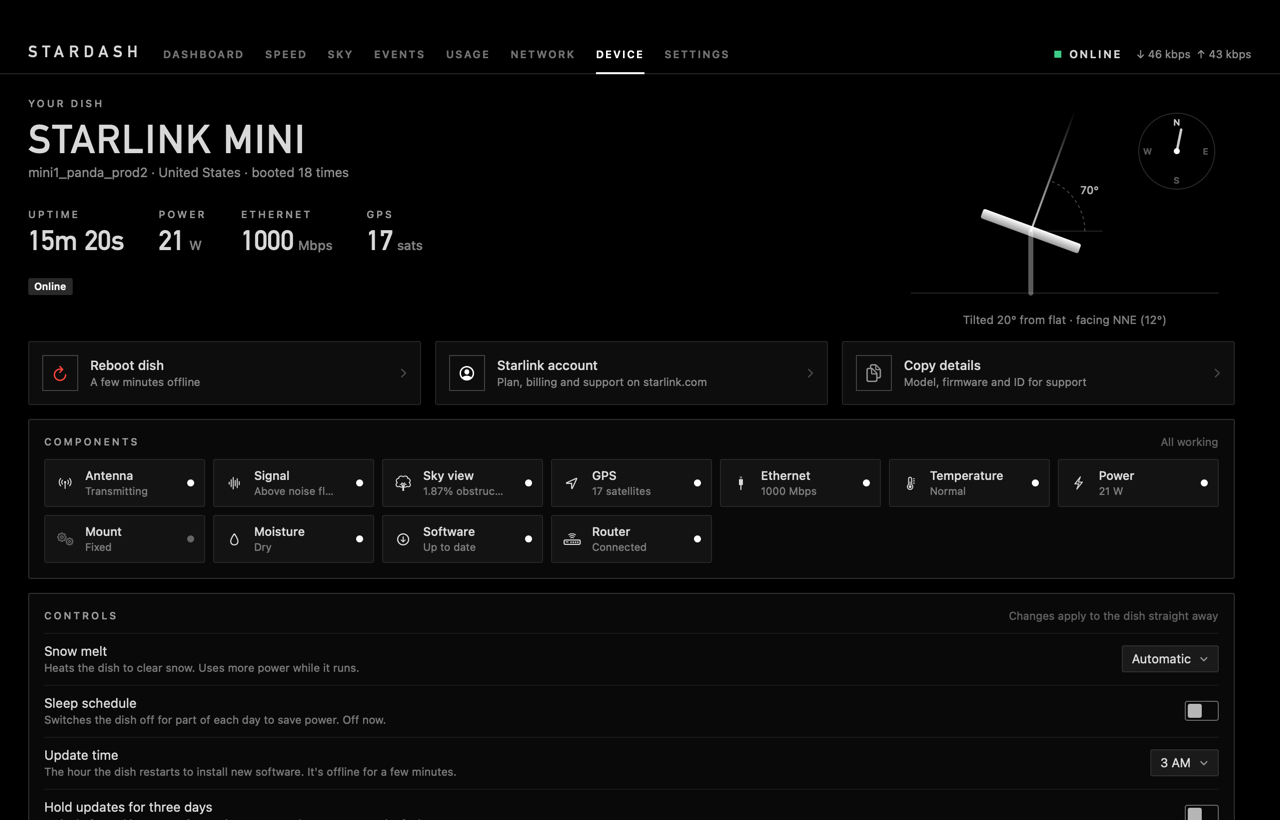 STARDASH DASHBOARD SPEED SKY EVENTS USAGE NETWORK DEVICE SETTINGS ONLINE ↓ 46 kbps ↑ 43 kbps
YOUR DISH
STARLINK MINI
mini1_panda_prod2 · United States · booted 18 times
UPTIME POWER ETHERNET GPS
15m 20s 21 W 1000 Mbps 17 sats
Online
N
W E
S
70°
Tilted 20° from flat · facing NNE (12°)
Reboot dish
A few minutes offline
Starlink account
Plan, billing and support on starlink.com
Copy details
Model, firmware and ID for support
COMPONENTS All working
Antenna
Transmitting
Signal
Above noise fl...
Sky view
1.87% obstruc...
GPS
17 satellites
Ethernet
1000 Mbps
Temperature
Normal
Power
21 W
Mount
Fixed
Moisture
Dry
Software
Up to date
Router
Connected
CONTROLS Changes apply to the dish straight away
Snow melt
Heats the dish to clear snow. Uses more power while it runs.
Automatic
Sleep schedule
Switches the dish off for part of each day to save power. Off now.
Update time
The hour the dish restarts to install new software. It's offline for a few minutes.
3 AM
Hold updates for three days